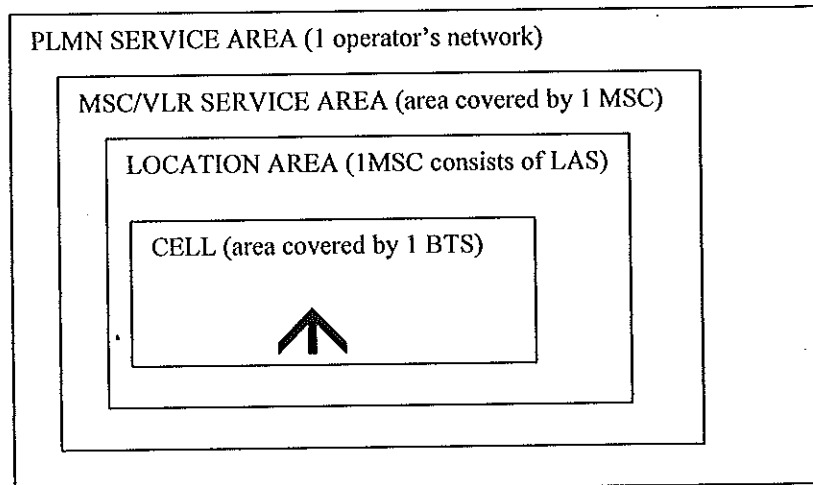 PLMN SERVICE AREA (1 operator's network)
MSC/VLR SERVICE AREA (area covered by 1 MSC)
LOCATION AREA (1MSC consists of LAS)
CELL (area covered by 1 BTS)